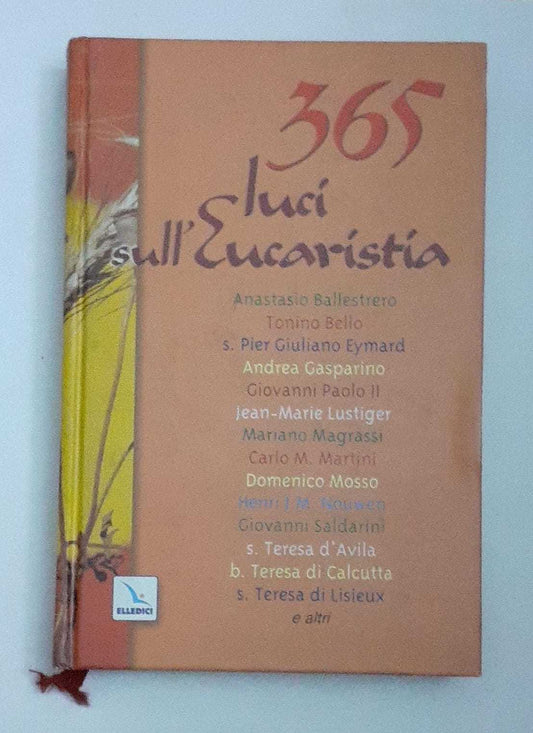 365
luci
sull'Eucaristia
Anastasio Ballestrero
Tonino Bello
s. Pier Giuliano Eymard
Andrea Gasparino
Giovanni Paolo II
Jean-Marie Lustiger
Mariano Magrassi
Carlo M. Martini
Domenico Mosso
Henri J.M. Nouwen
Giovanni Saldarini
s. Teresa d'Avila
b. Teresa di Calcutta
s. Teresa di Lisieux
e altri
ELLEDICI